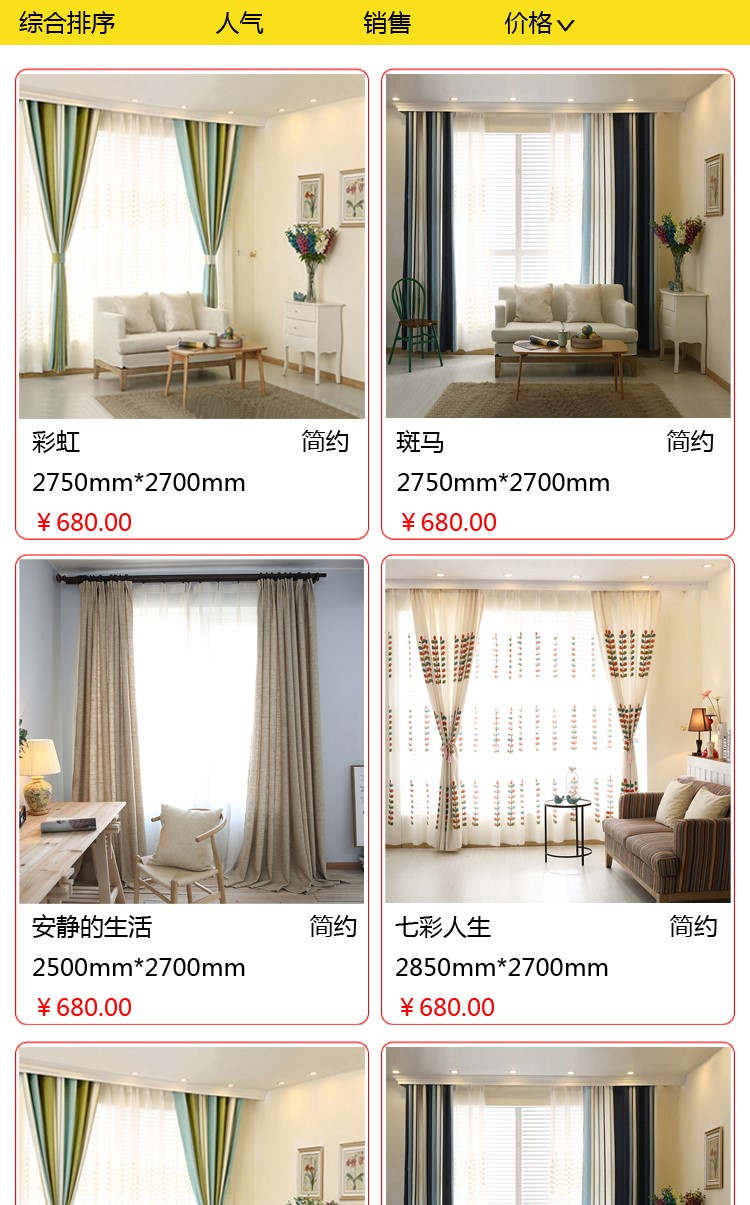 综合排序 人气 销售 价格
彩虹 简约
2750mm*2700mm
￥680.00
斑马 简约
2750mm*2700mm
￥680.00
安静的生活 简约
2500mm*2700mm
￥680.00
七彩人生 简约
2850mm*2700mm
￥680.00